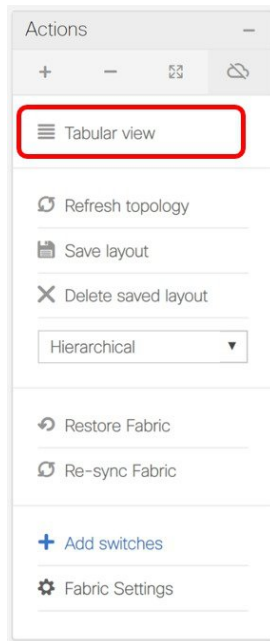 Actions
Tabular view
Refresh topology
Save layout
Delete saved layout
Hierarchical
Restore Fabric
Re-sync Fabric
Add switches
Fabric Settings